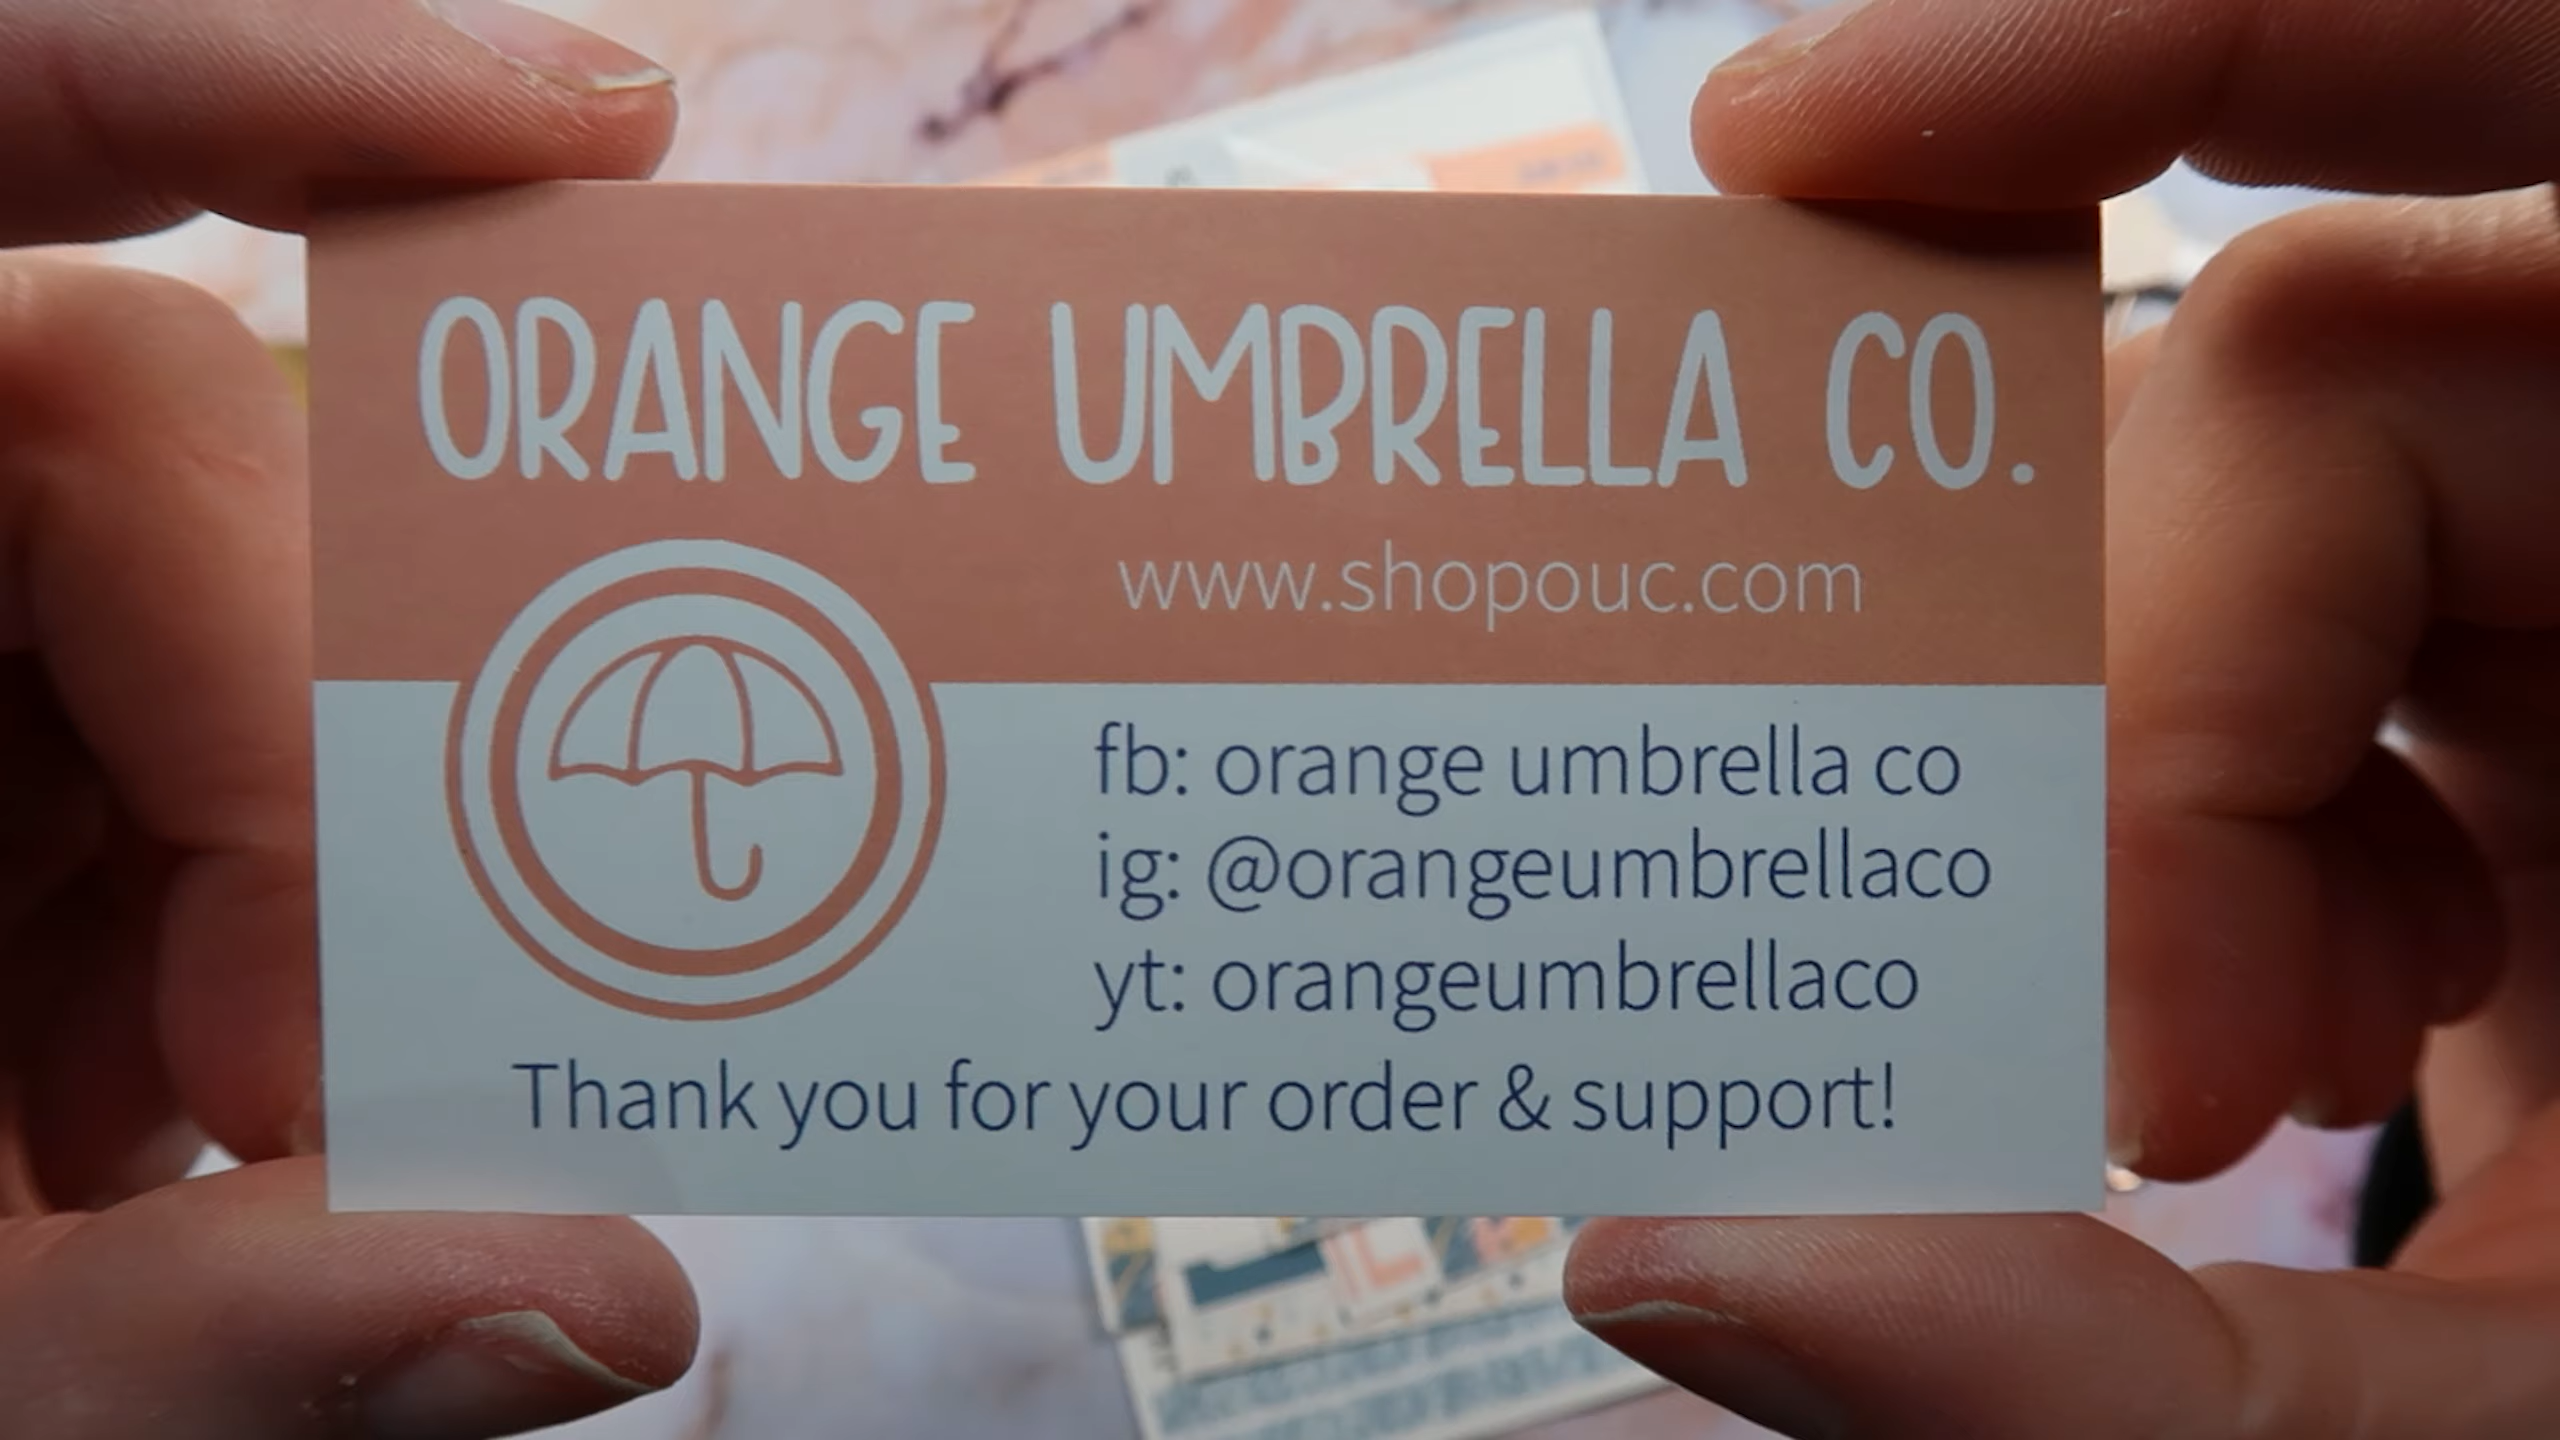 ORANGE UMBRELLA CO.
www.shopouc.com
fb: orange umbrella co
ig: @orangeumbrellaco
yt: orangeumbrellaco
Thank you for your order & support!